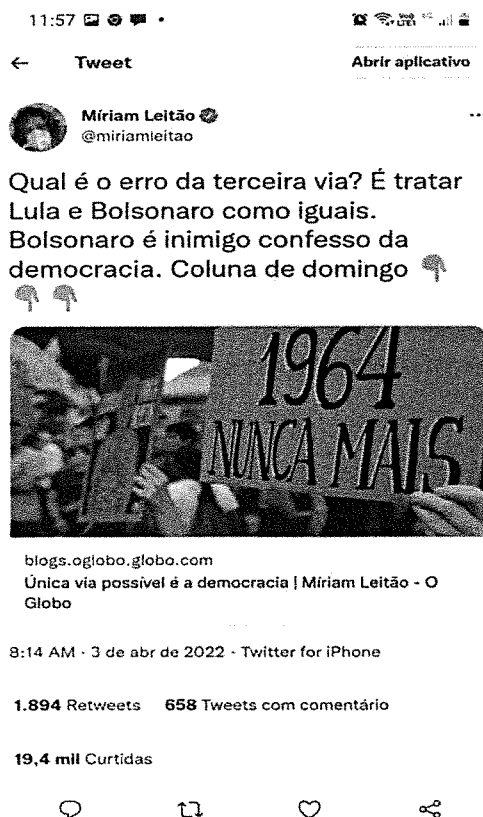 11:57
Tweet
Abrir aplicativo
Míriam Leitão
@miriamleitao
Qual é o erro da terceira via? É tratar
Lula e Bolsonaro como iguais.
Bolsonaro é inimigo confesso da
democracia. Coluna de domingo
1964
NUNCA MAIS
blogs.oglobo.globo.com
Única via possível é a democracia | Míriam Leitão - O
Globo
8:14 AM · 3 de abr de 2022 · Twitter for iPhone
1.894 Retweets 658 Tweets com comentário
19,4 mil Curtidas